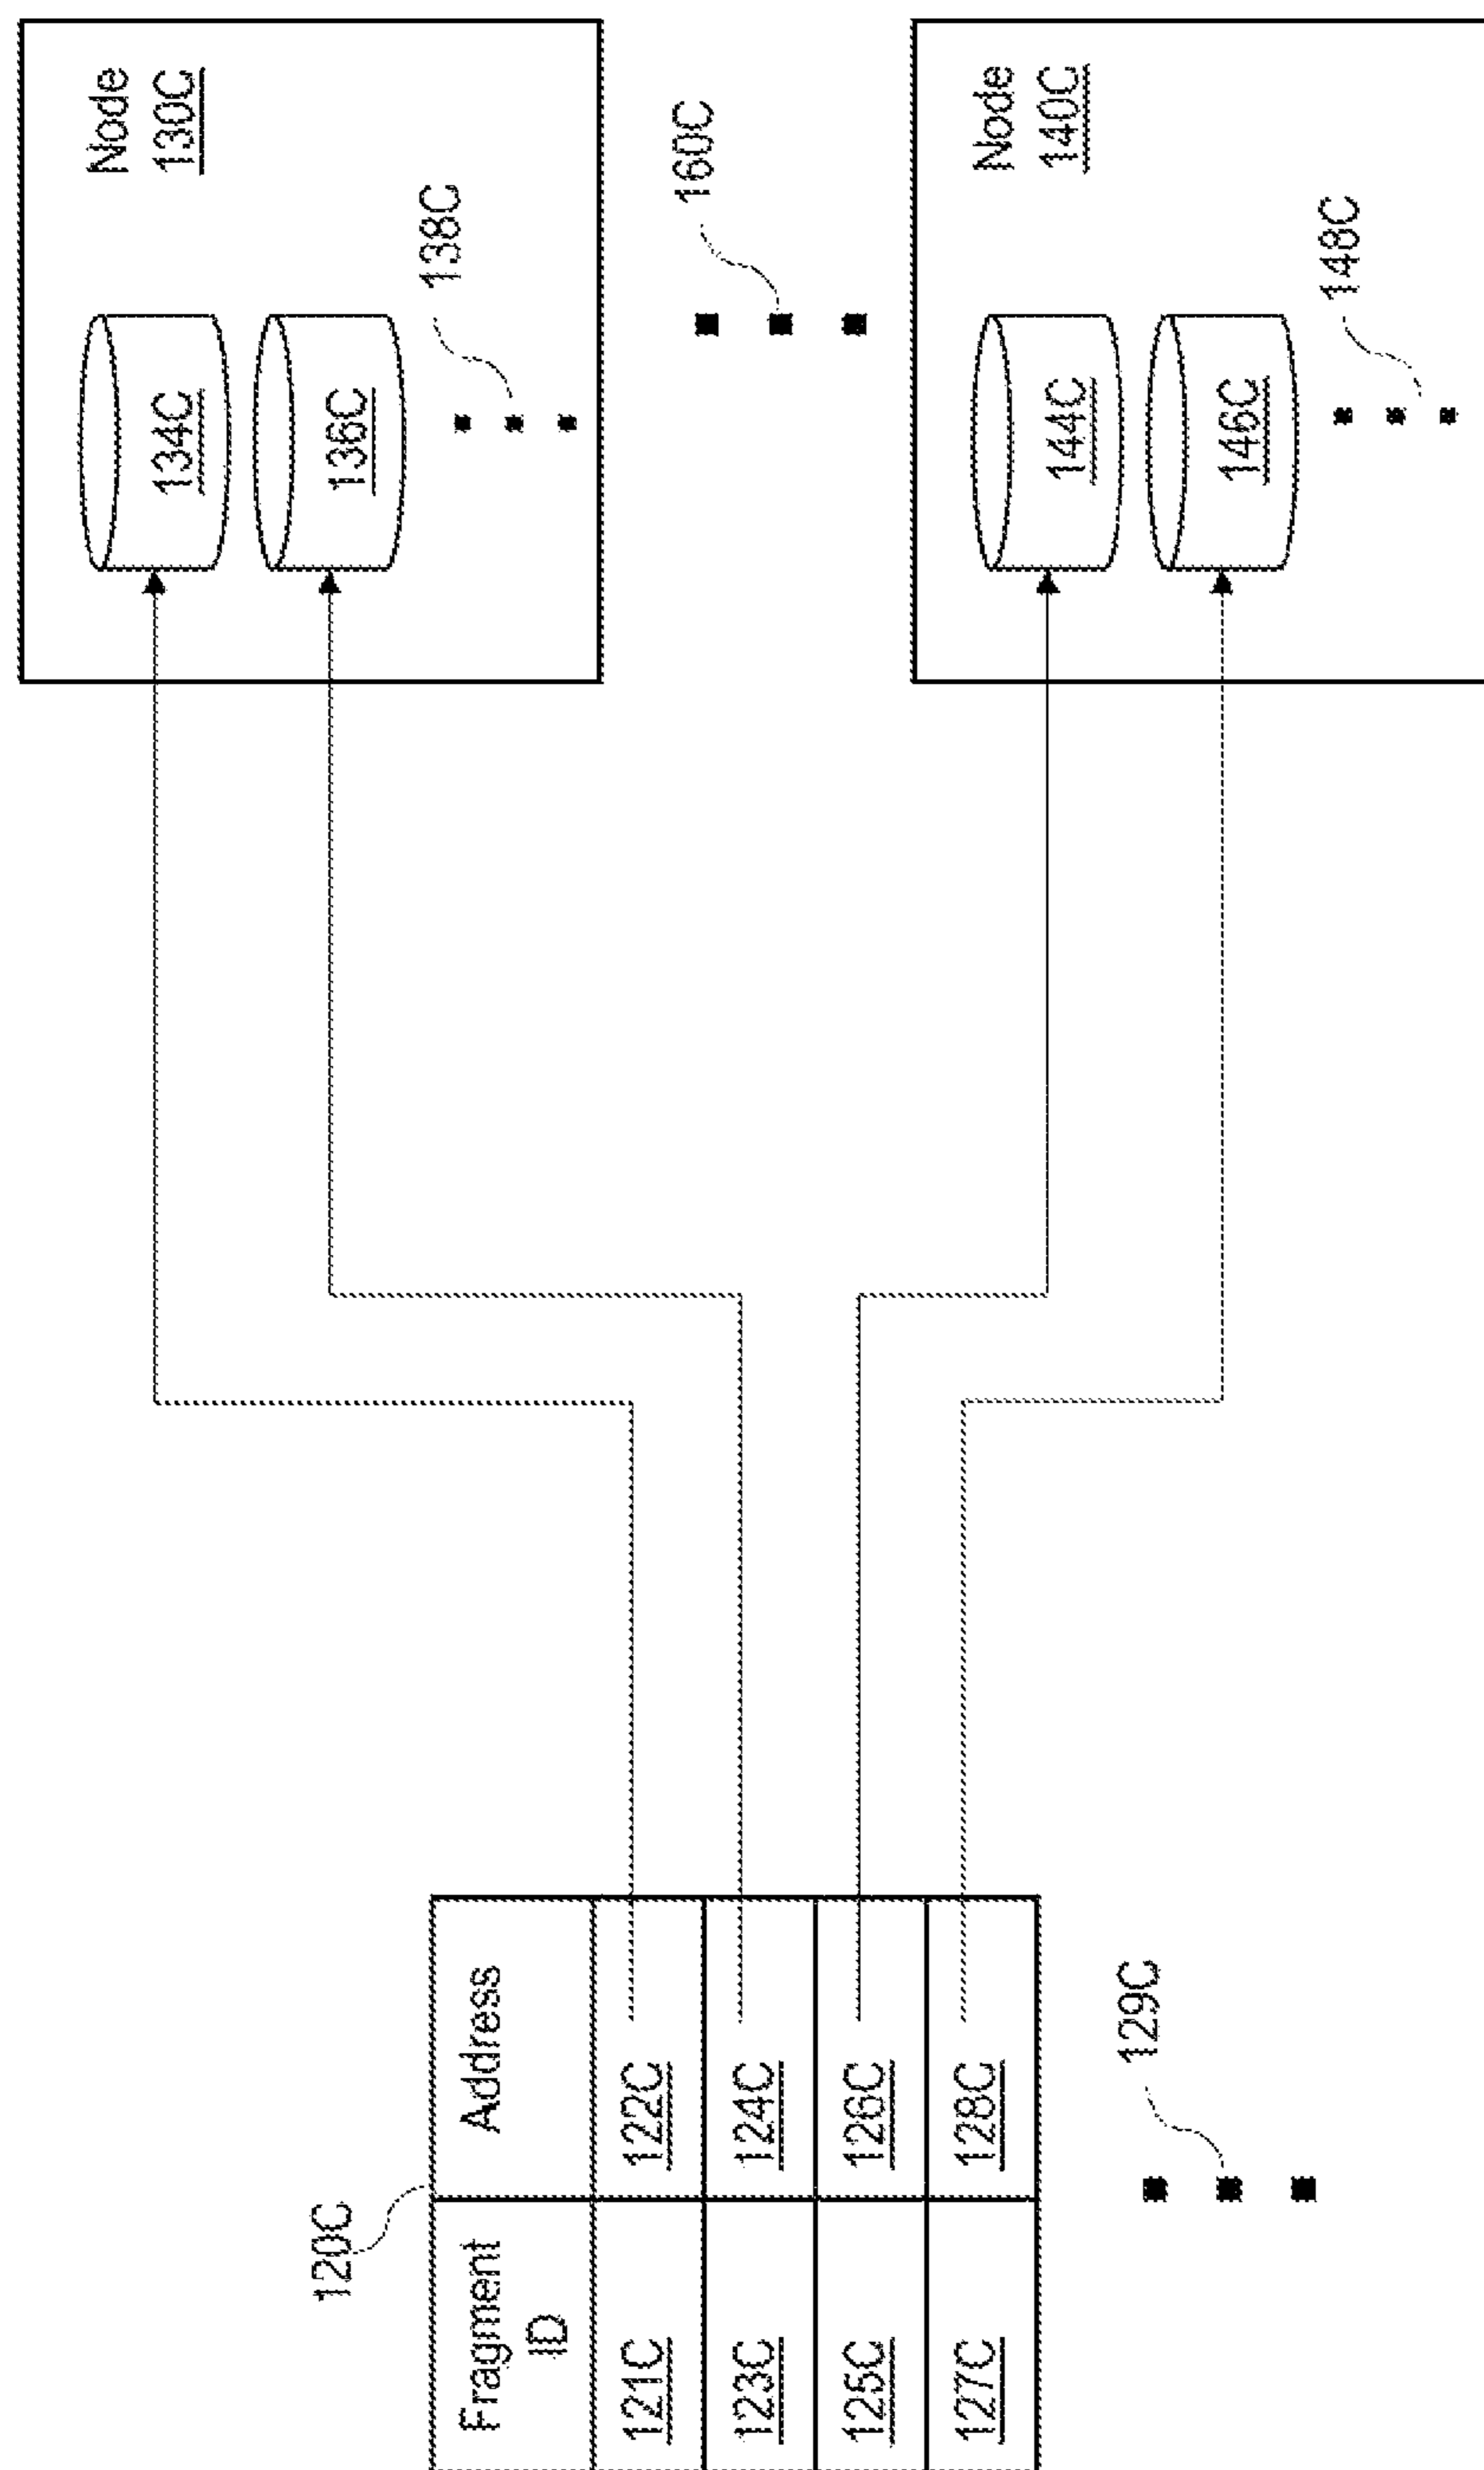 120C
Fragment
ID
Address
121C
122C
123C
124C
125C
126C
127C
128C
129C
Node
130C
134C
136C
138C
160C
Node
140C
144C
146C
148C